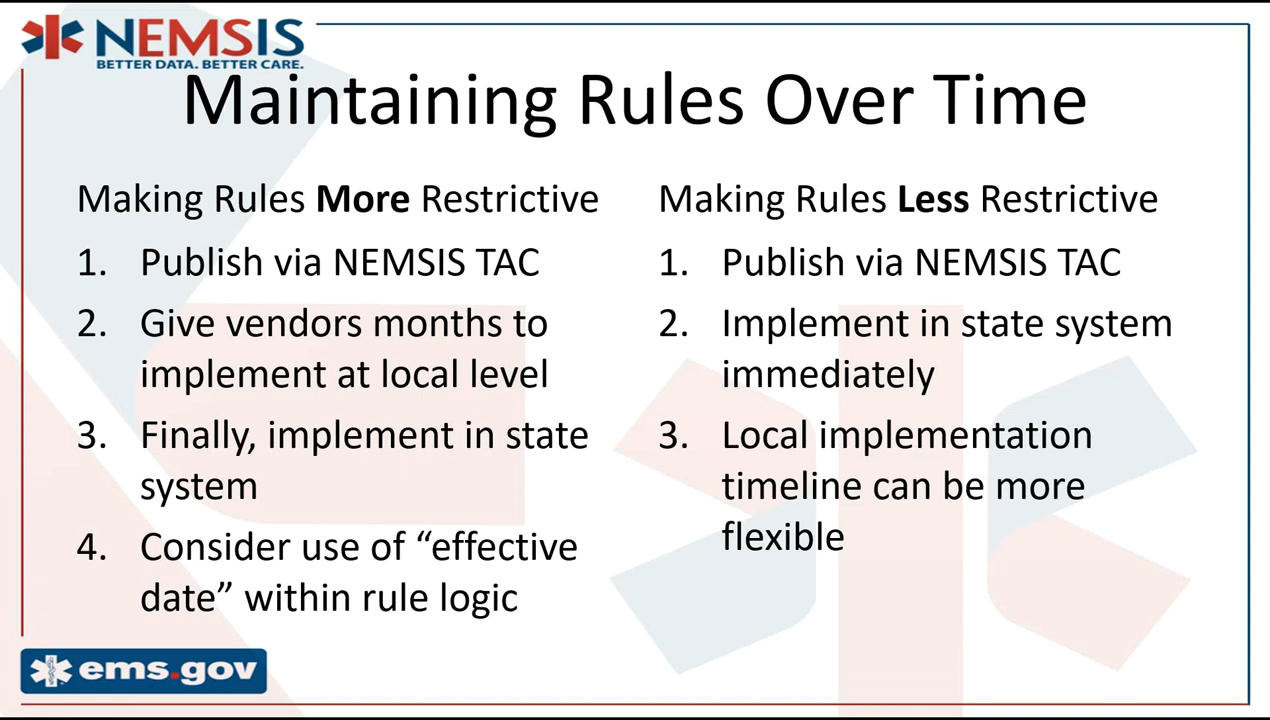 NEMSIS
BETTER DATA. BETTER CARE.
Maintaining Rules Over Time
Making Rules More Restrictive
1. Publish via NEMSIS TAC
2. Give vendors months to
implement at local level
3. Finally, implement in state
system
4. Consider use of “effective
date” within rule logic
Making Rules Less Restrictive
1. Publish via NEMSIS TAC
2. Implement in state system
immediately
3. Local implementation
timeline can be more
flexible
ems.gov